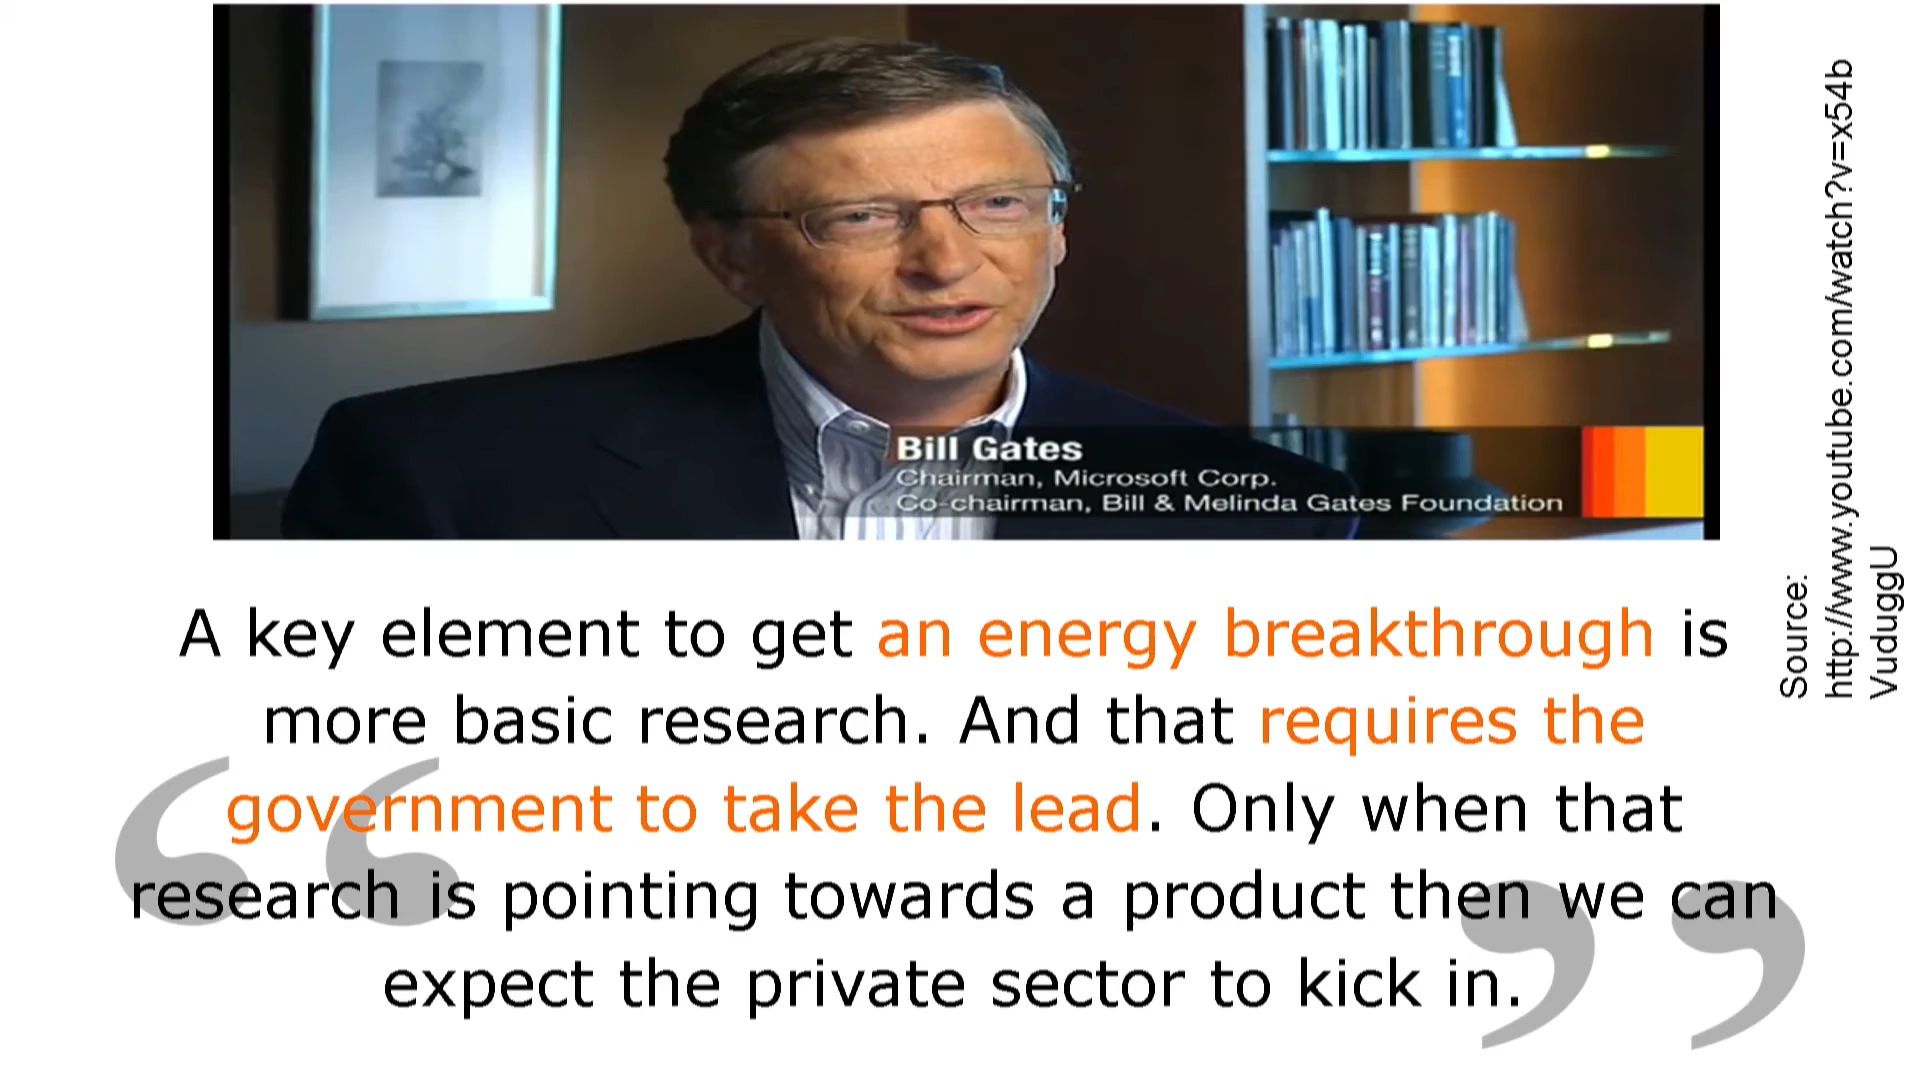 Bill Gates
Chairman, Microsoft Corp.
Co-chairman, Bill & Melinda Gates Foundation
A key element to get an energy breakthrough is
more basic research. And that requires the
government to take the lead. Only when that
research is pointing towards a product then we can
expect the private sector to kick in.
Source:
http://www.youtube.com/watch?v=x54b
VuduggU